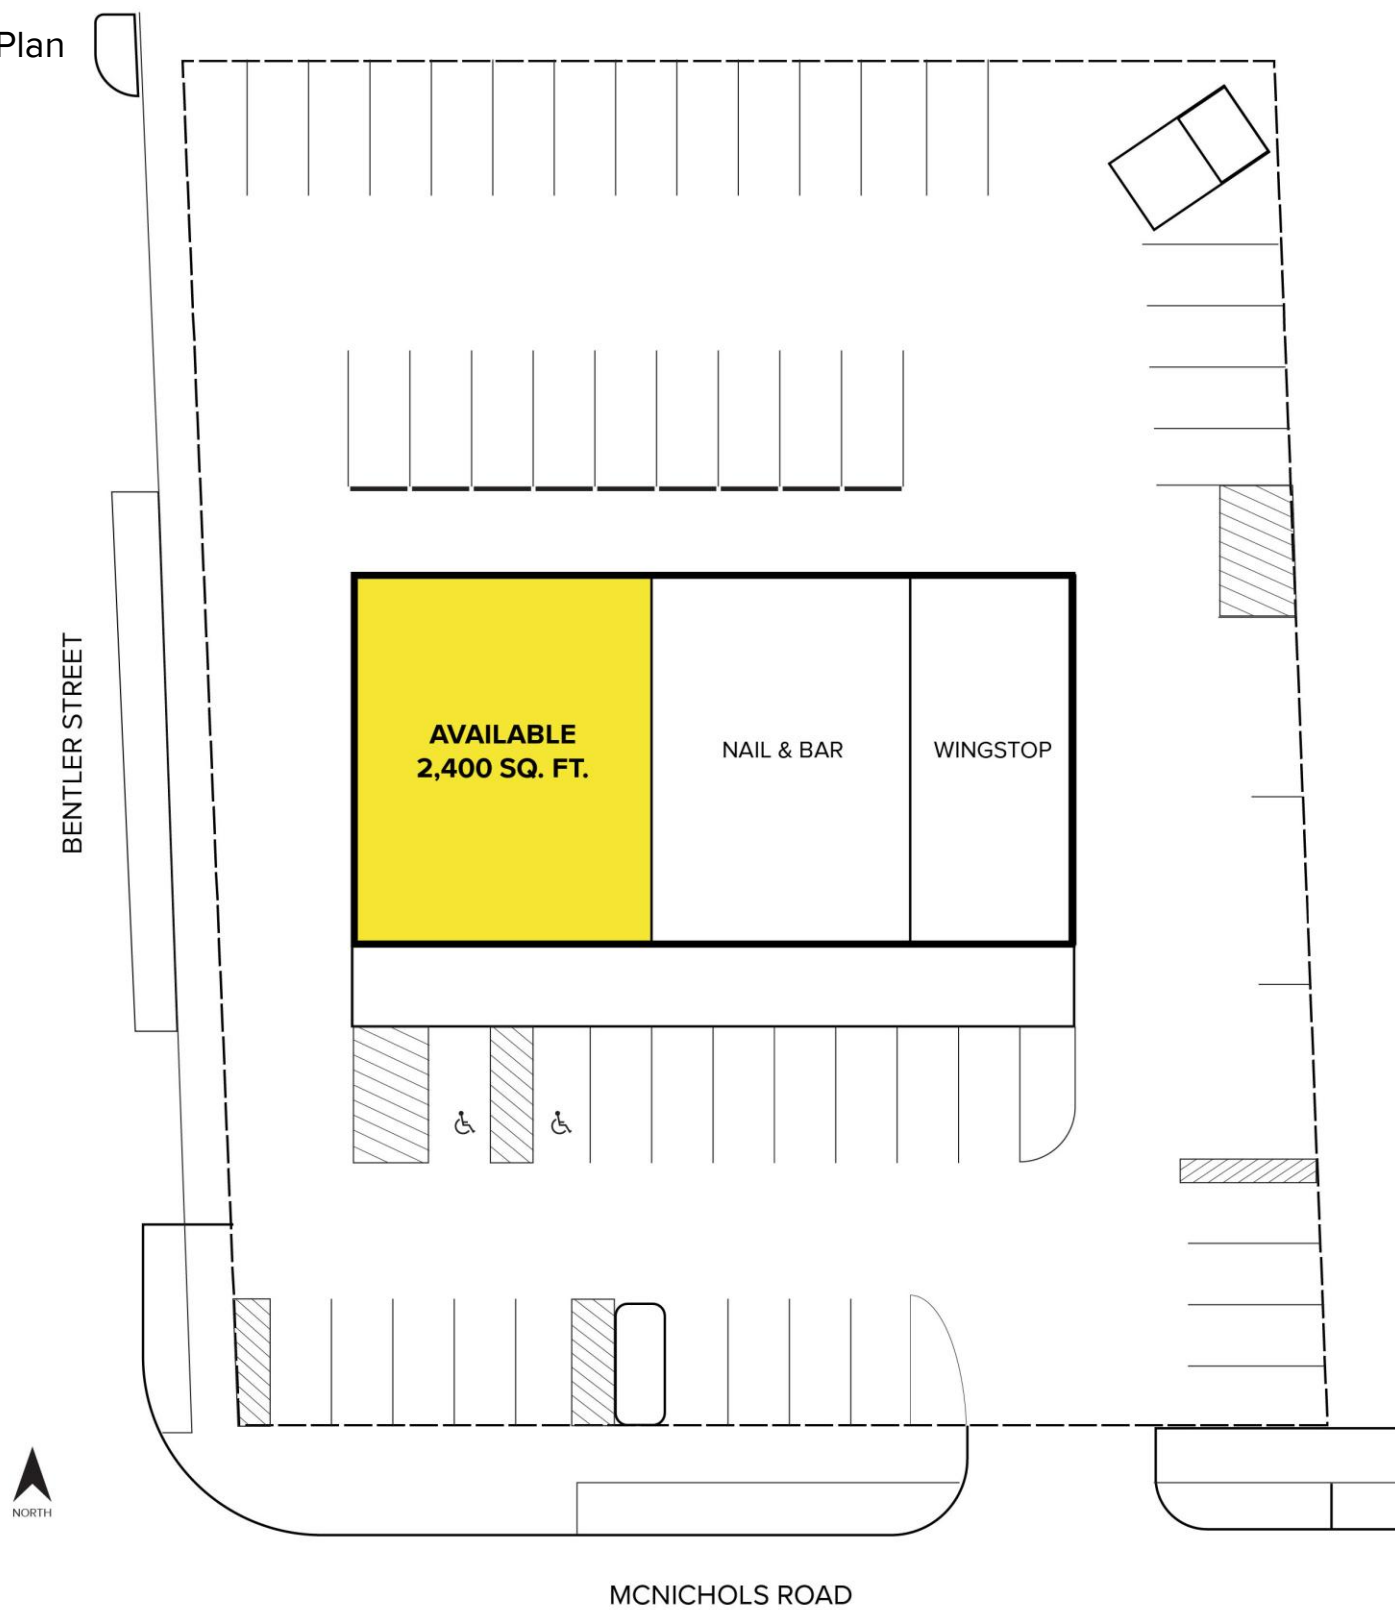 Plan
BENTLER STREET
AVAILABLE
2,400 SQ. FT.
NAIL & BAR
WINGSTOP
NORTH
MCNICHOLS ROAD